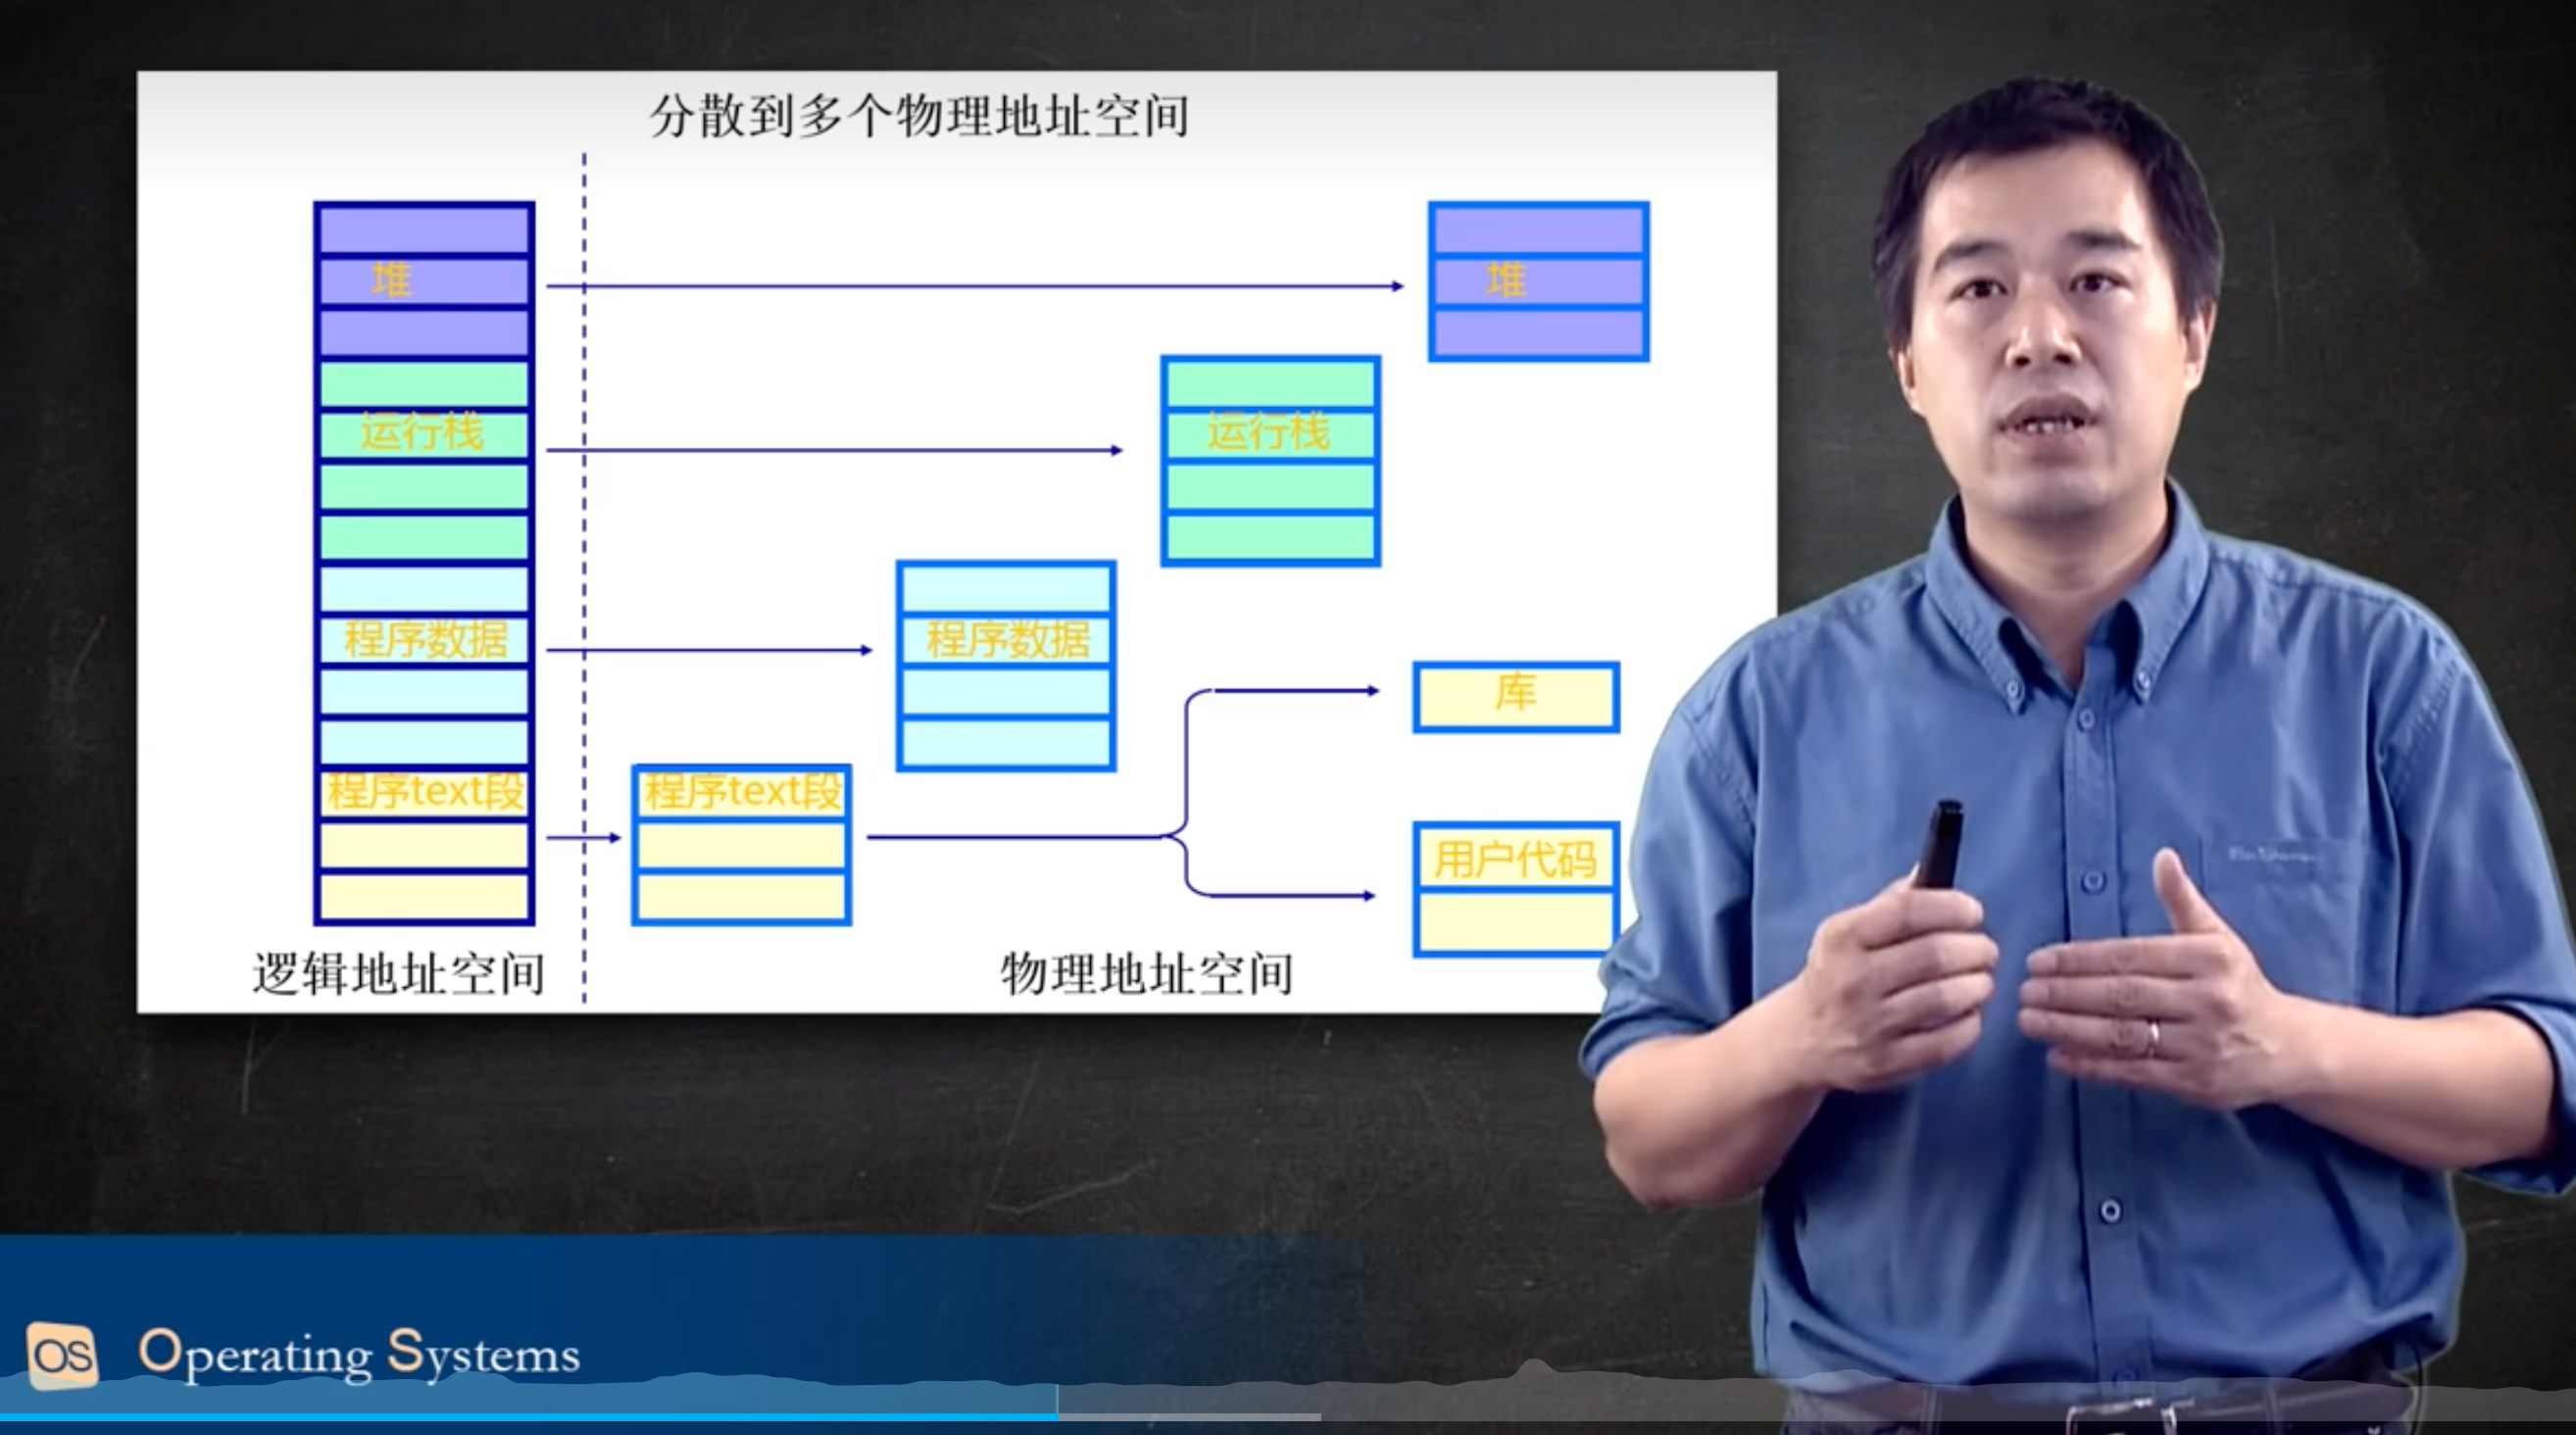 分散到多个物理地址空间
堆
堆
运行栈
运行栈
程序数据
程序数据
库
程序text段
程序text段
用户代码
逻辑地址空间
物理地址空间
OS
Operating Systems